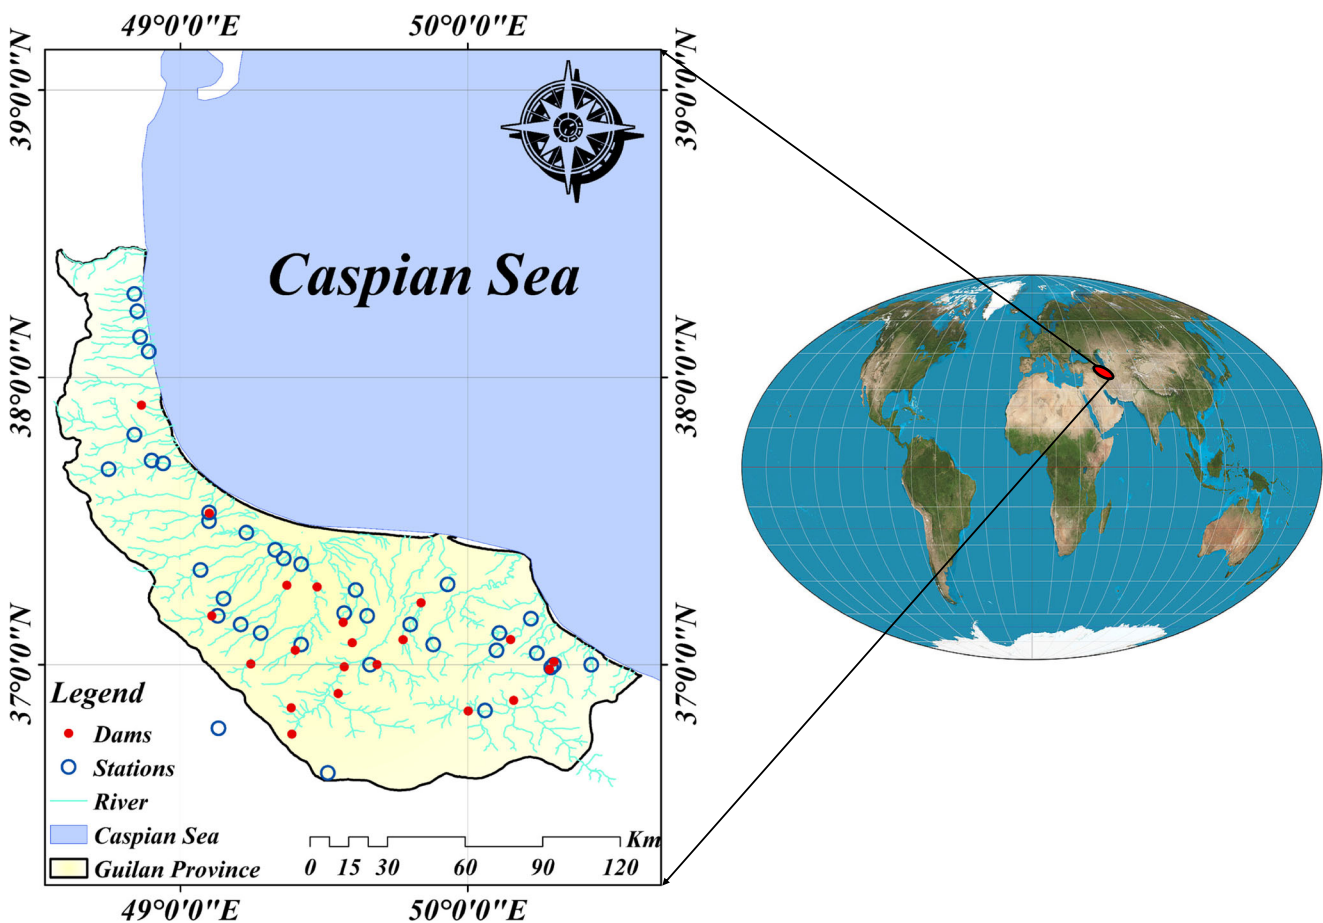 49°0'0"E 50°0'0"E
39°0'0"N
39°0'0"N
Caspian Sea
38°0'0"N
38°0'0"N
37°0'0"N
37°0'0"N
Legend
Dams
Stations
River
Caspian Sea
Guilan Province
Km
0 15 30 60 90 120
49°0'0"E 50°0'0"E